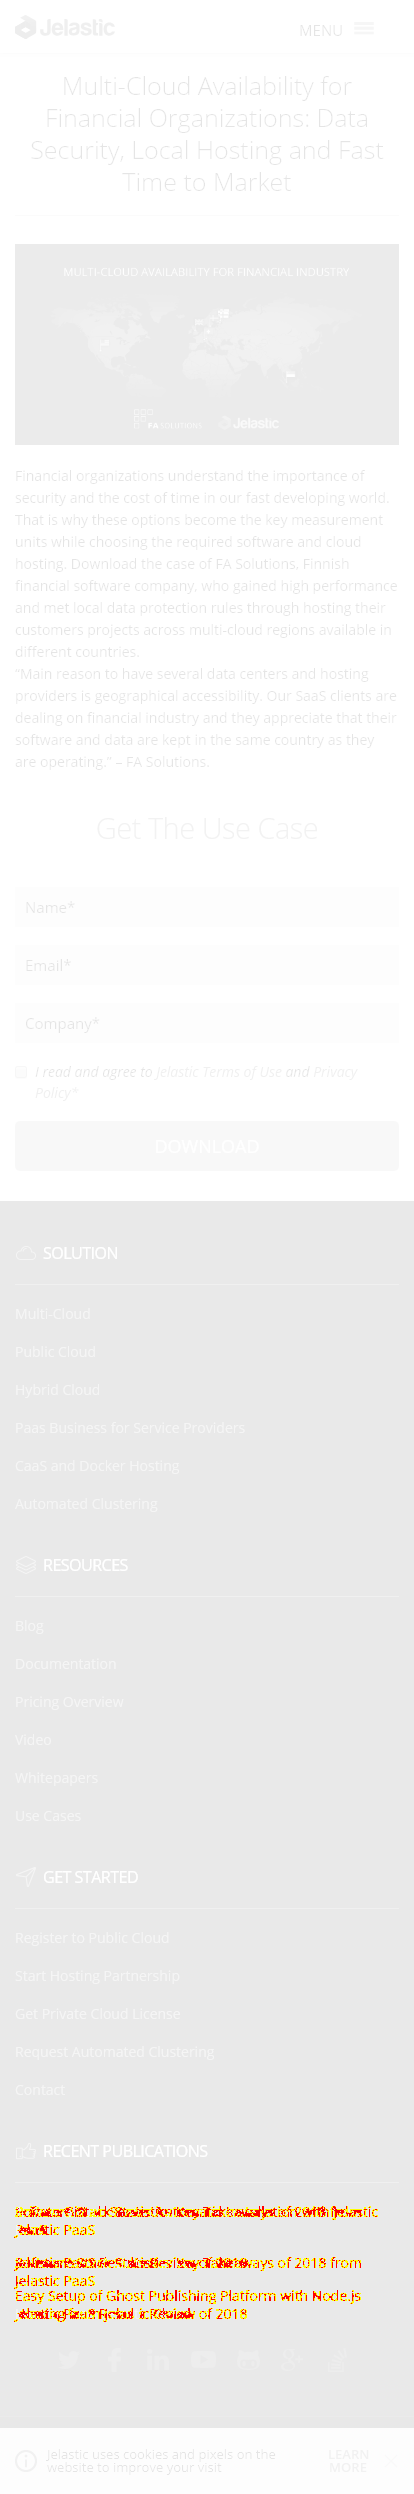 Jelastic
MENU
Multi-Cloud Availability for
Financial Organizations: Data
Security, Local Hosting and Fast
Time to Market
MULTI-CLOUD AVAILABILITY FOR FINANCIAL INDUSTRY
FA SOLUTIONS Jelastic
Financial organizations understand the importance of
security and the cost of time in our fast developing world.
That is why these options become the key measurement
units while choosing the required software and cloud
hosting. Download the case of FA Solutions, Finnish
financial software company, who gained high performance
and met local data protection rules through hosting their
customers projects across multi-cloud regions available in
different countries.
“Main reason to have several data centers and hosting
providers is geographical accessibility. Our SaaS clients are
dealing on financial industry and they appreciate that their
software and data are kept in the same country as they
are operating.” – FA Solutions.
Get The Use Case
Name*
Email*
Company*
I read and agree to Jelastic Terms of Use and Privacy
Policy*
DOWNLOAD
SOLUTION
Multi-Cloud
Public Cloud
Hybrid Cloud
Paas Business for Service Providers
CaaS and Docker Hosting
Automated Clustering
RESOURCES
Blog
Documentation
Pricing Overview
Video
Whitepapers
Use Cases
GET STARTED
Register to Public Cloud
Start Hosting Partnership
Get Private Cloud License
Request Automated Clustering
Contact
RECENT PUBLICATIONS
Jelastic
PaaS
of 2018 from
Jelastic PaaS
Easy Setup of Ghost Publishing Platform with Node.js
of 2018
Jelastic uses cookies and pixels on the
website to improve your visit
LEARN
MORE